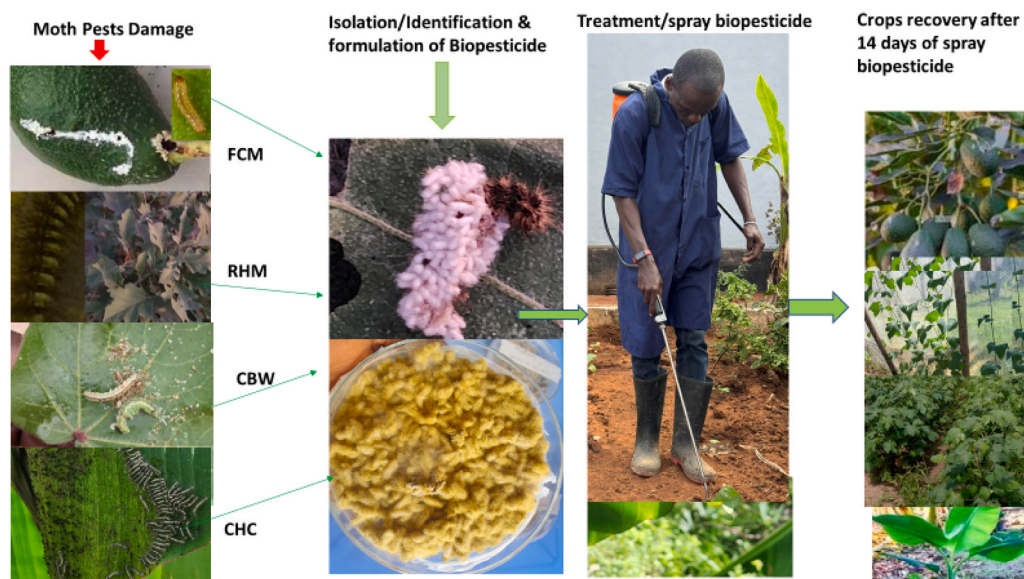 Moth Pests Damage
FCM
RHM
CBW
CHC
Isolation/Identification &
formulation of Biopesticide
Treatment/spray biopesticide
Crops recovery after
14 days of spray
biopesticide